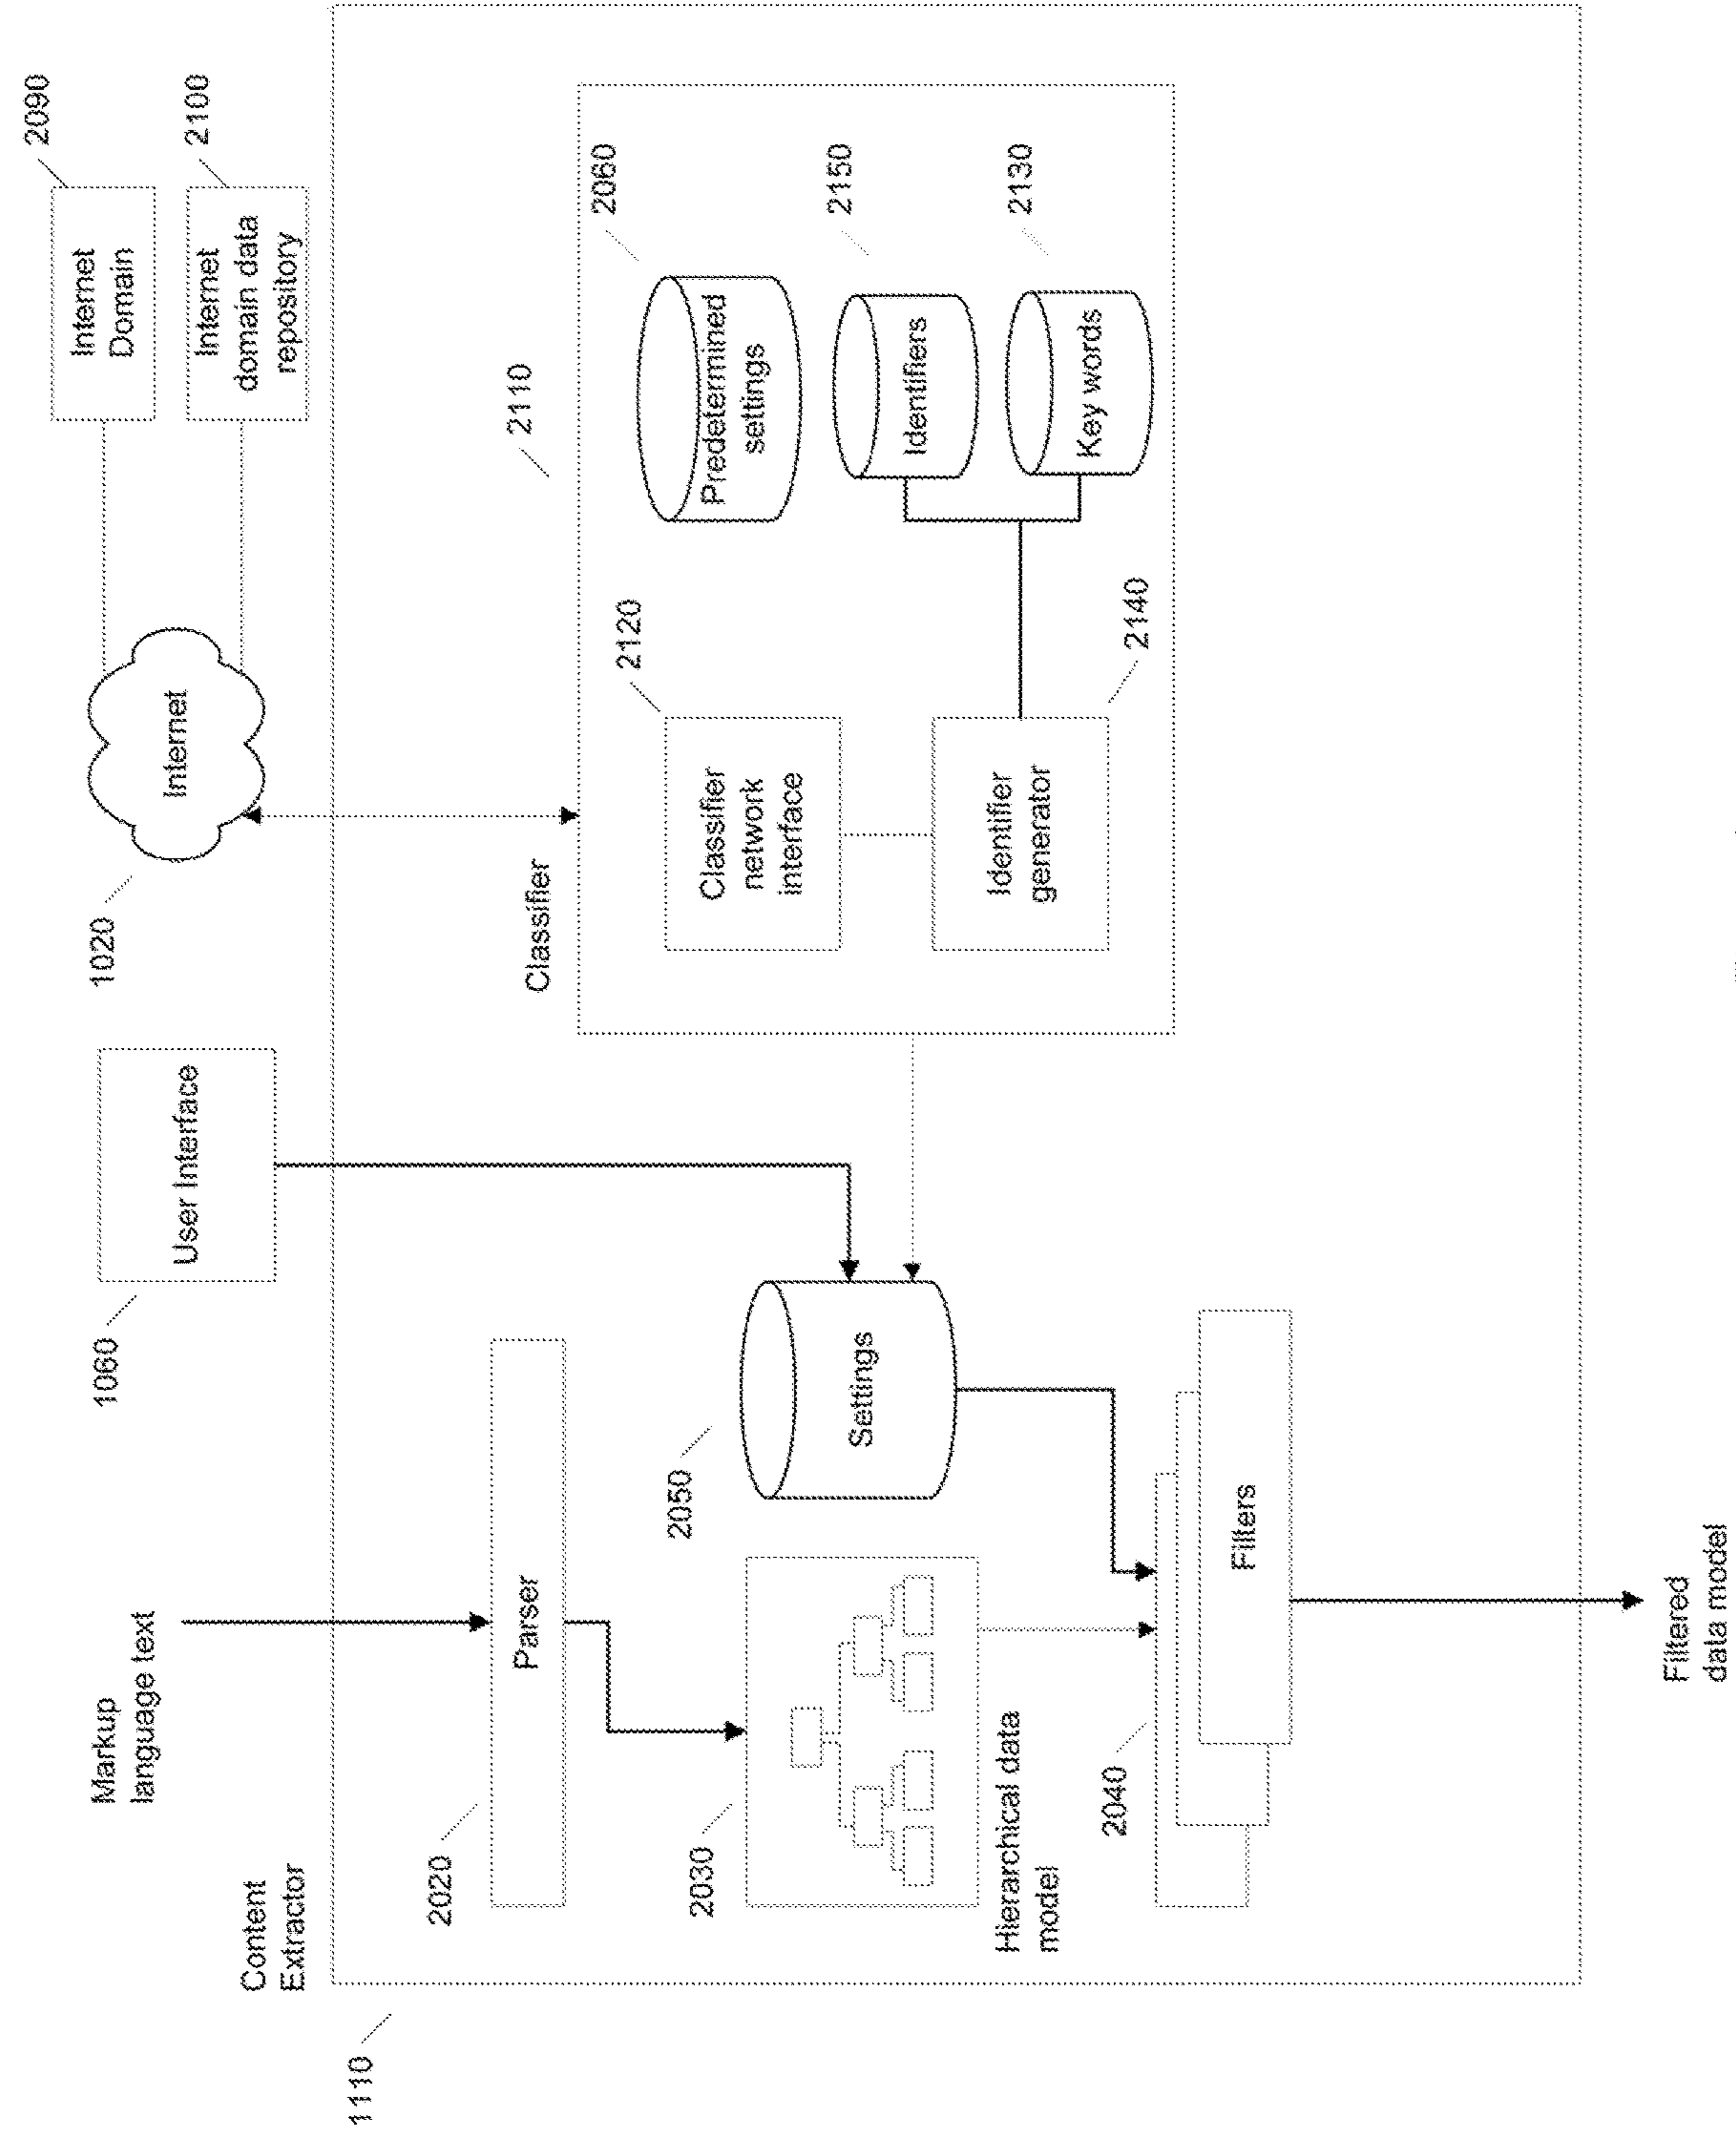 Markup
language text
1060
User Interface
1020
Internet
Internet
Domain
2090
Internet
domain data
repository
2100
1110
Content
Extractor
2020
Parser
2030
Hierarchical data
model
2050
Settings
2040
Filters
Filtered
data model
Classifier
2110
Classifier
network
interface
2120
Identifier
generator
2140
Predetermined
settings
2060
Identifiers
2150
Key words
2130